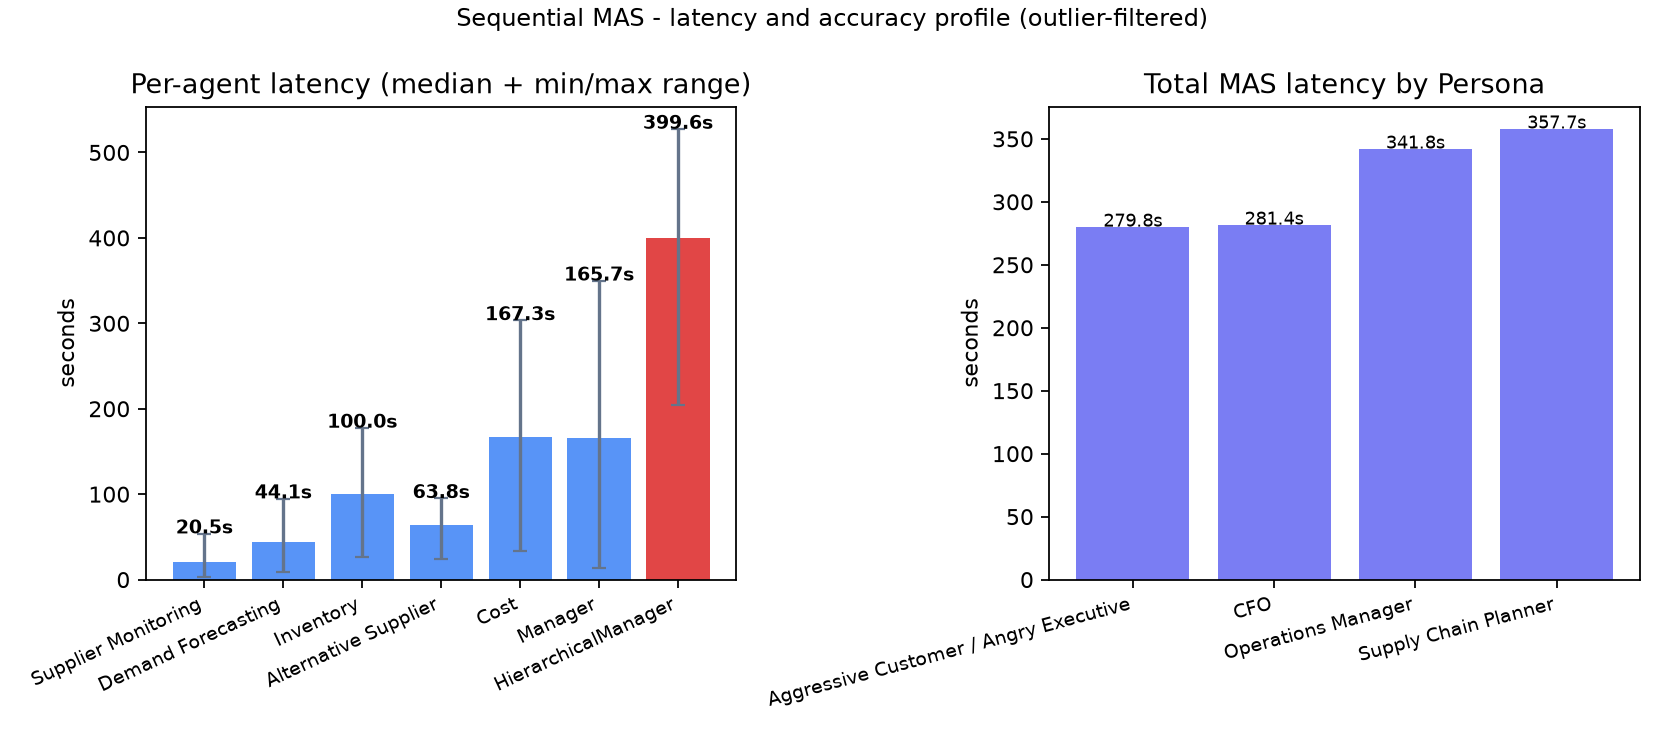 Sequential MAS - latency and accuracy profile (outlier-filtered)
Per-agent latency (median + min/max range)
seconds
500
400
300
200
100
0
20.5s
44.1s
100.0s
63.8s
167.3s
165.7s
399.6s
Supplier Monitoring
Demand Forecasting
Inventory
Alternative Supplier
Cost
Manager
HierarchicalManager
Total MAS latency by Persona
seconds
350
300
250
200
150
100
50
0
279.8s
281.4s
341.8s
357.7s
Aggressive Customer / Angry Executive
CFO
Operations Manager
Supply Chain Planner